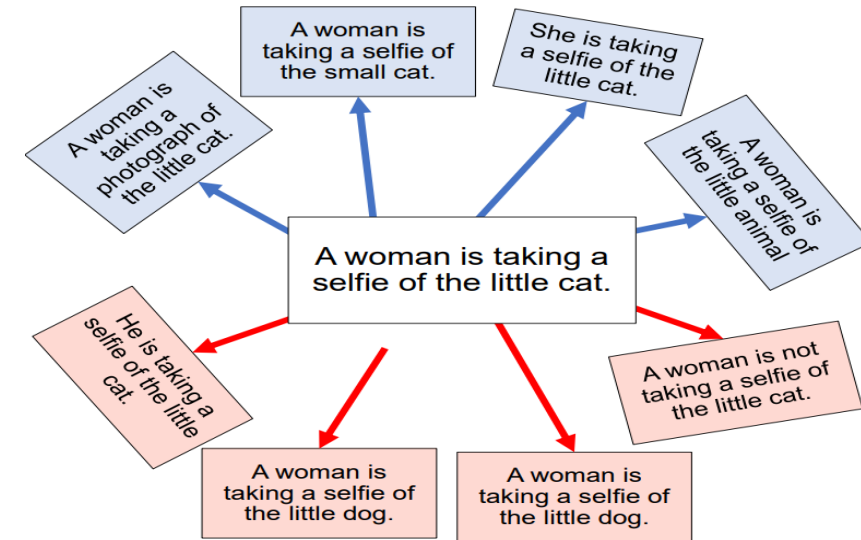 A woman is
taking a selfie of
the small cat.
She is taking
a selfie of the
little cat.
A woman is
taking a
photograph of
the little cat.
A woman is
taking a selfie of
the little animal
A woman is taking a
selfie of the little cat.
He is taking a
selfie of the little
cat.
A woman is not
taking a selfie of
the little cat.
A woman is
taking a selfie of
the little dog.
A woman is
taking a selfie of
the little dog.